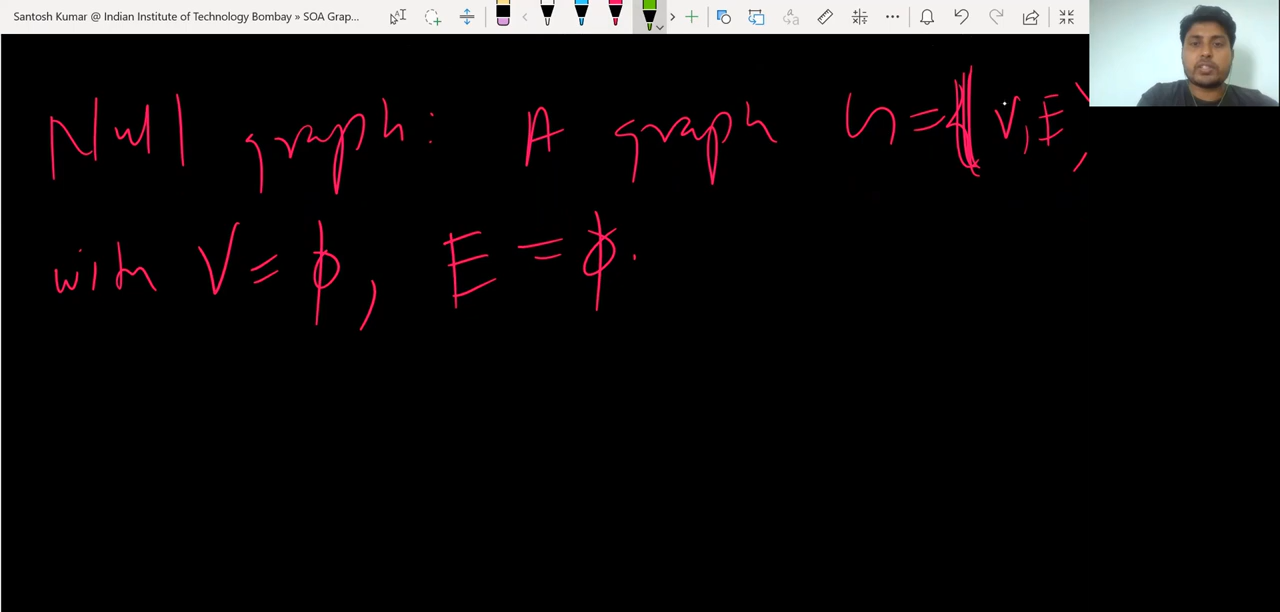 Santosh Kumar @ Indian Institute of Technology Bombay » SOA Grap...
Null graph: A graph G = (V, E)
with V = ϕ, E = ϕ.